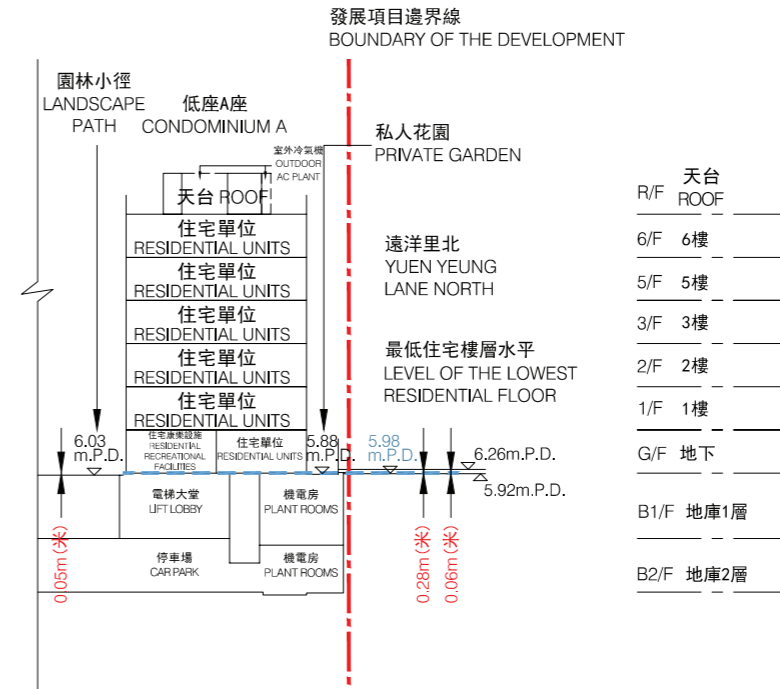 發展項目邊界線
BOUNDARY OF THE DEVELOPMENT
園林小徑
LANDSCAPE
PATH
低座A座
CONDOMINIUM A
室外冷氣機
OUTDOOR
AC PLANT
私人花園
PRIVATE GARDEN
天台 ROOF
住宅單位
RESIDENTIAL UNITS
住宅單位
RESIDENTIAL UNITS
住宅單位
RESIDENTIAL UNITS
住宅單位
RESIDENTIAL UNITS
住宅單位
RESIDENTIAL UNITS
遠洋里北
YUEN YEUNG
LANE NORTH
最低住宅樓層水平
LEVEL OF THE LOWEST
RESIDENTIAL FLOOR
6.03
m.P.D.
住宅康樂設施
RESIDENTIAL
RECREATIONAL
FACILITIES
住宅單位
RESIDENTIAL UNITS
5.88
m.P.D.
5.98
m.P.D.
6.26m.P.D.
5.92m.P.D.
電梯大堂
LIFT LOBBY
機電房
PLANT ROOMS
停車場
CAR PARK
機電房
PLANT ROOMS
0.05m (米)
0.28m (米)
0.06m (米)
R/F 天台
ROOF
6/F 6樓
5/F 5樓
3/F 3樓
2/F 2樓
1/F 1樓
G/F 地下
B1/F 地庫1層
B2/F 地庫2層